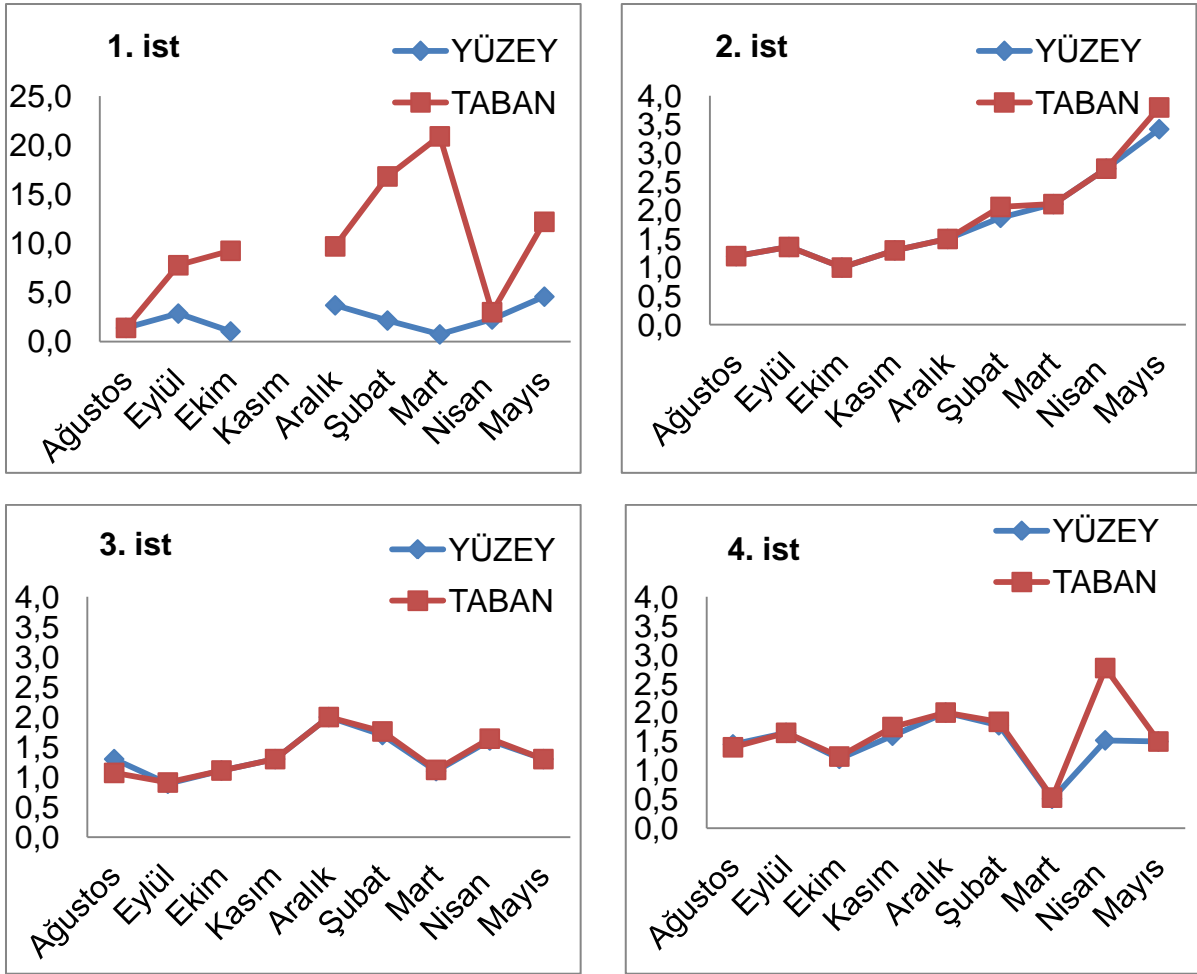 1. ist
YÜZEY
TABAN
25,0
20,0
15,0
10,0
5,0
0,0
Ağustos
Eylül
Ekim
Kasım
Aralık
Şubat
Mart
Nisan
Mayıs
2. ist
YÜZEY
TABAN
4,0
3,5
3,0
2,5
2,0
1,5
1,0
0,5
0,0
Ağustos
Eylül
Ekim
Kasım
Aralık
Şubat
Mart
Nisan
Mayıs
3. ist
YÜZEY
TABAN
4,0
3,5
3,0
2,5
2,0
1,5
1,0
0,5
0,0
Ağustos
Eylül
Ekim
Kasım
Aralık
Şubat
Mart
Nisan
Mayıs
4. ist
YÜZEY
TABAN
4,0
3,5
3,0
2,5
2,0
1,5
1,0
0,5
0,0
Ağustos
Eylül
Ekim
Kasım
Aralık
Şubat
Mart
Nisan
Mayıs